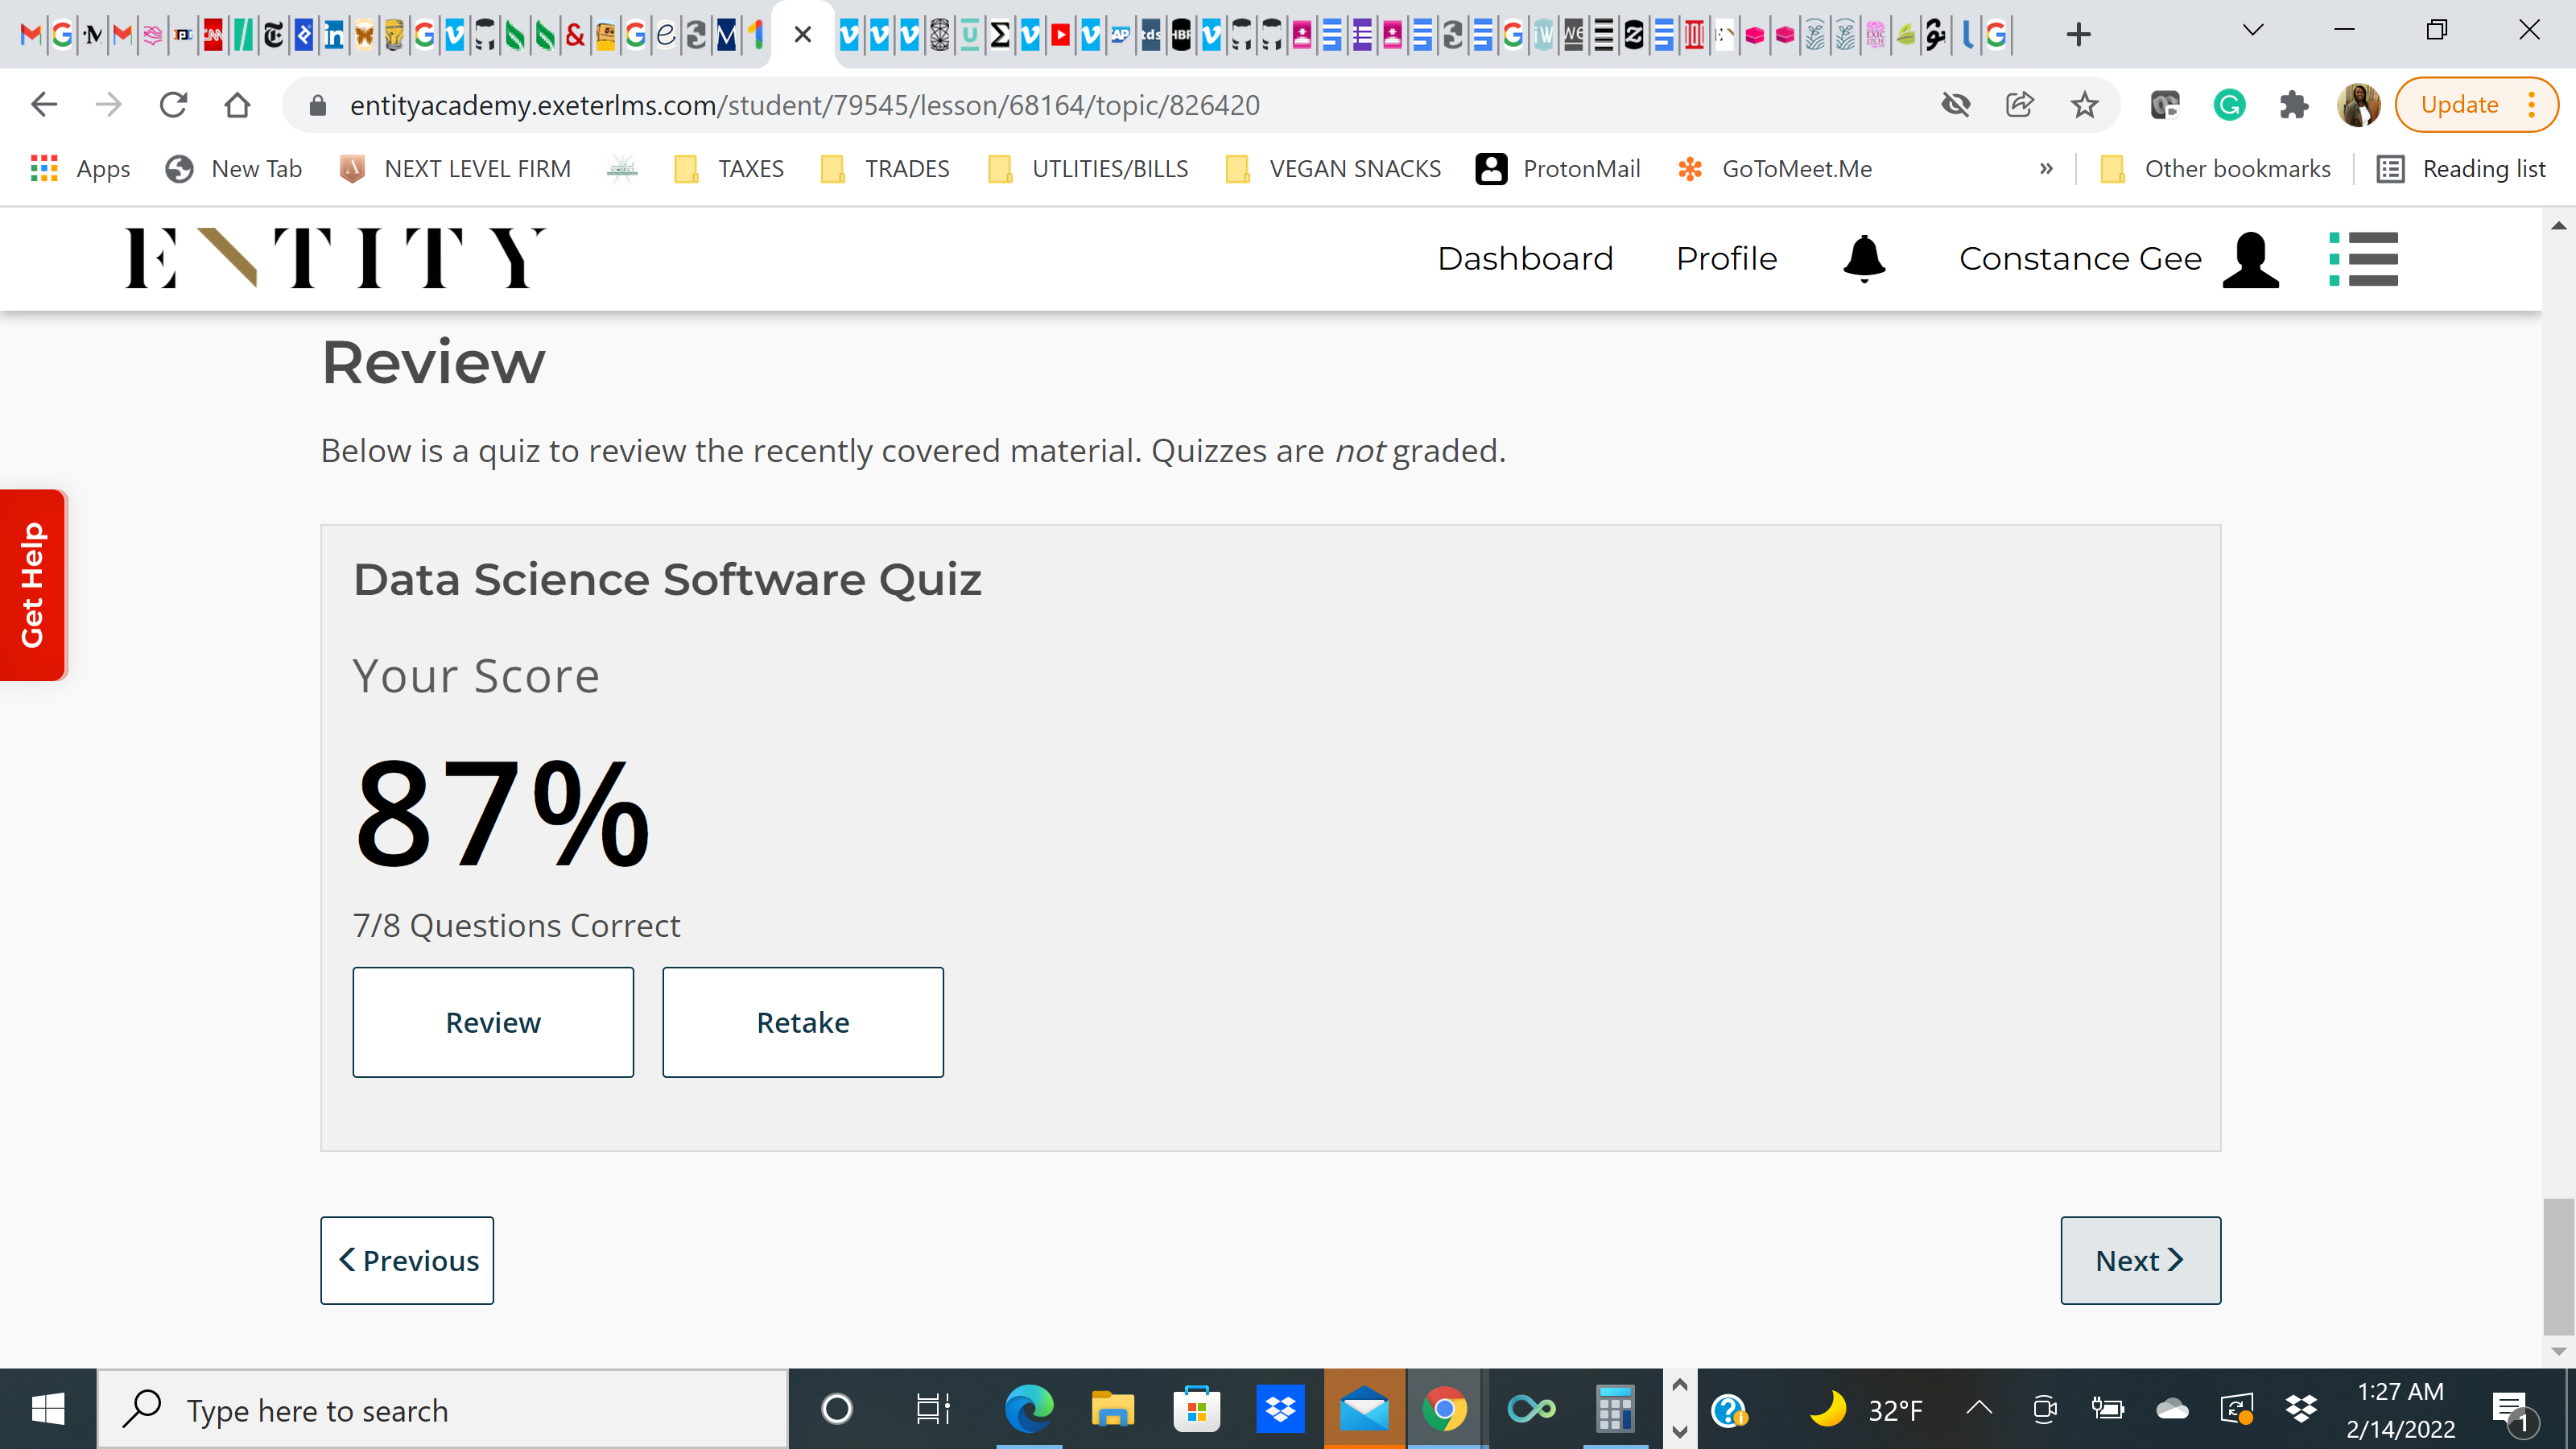 entityacademy.exeterlms.com/student/79545/lesson/68164/topic/826420
Update
Apps
New Tab
NEXT LEVEL FIRM
TAXES
TRADES
UTLITIES/BILLS
VEGAN SNACKS
ProtonMail
GoToMeet.Me
»
Other bookmarks
Reading list
ENTITY
Dashboard
Profile
Constance Gee
Review
Below is a quiz to review the recently covered material. Quizzes are not graded.
Get Help
Data Science Software Quiz
Your Score
87%
7/8 Questions Correct
Review
Retake
Previous
Next
Type here to search
32°F
1:27 AM
2/14/2022
1